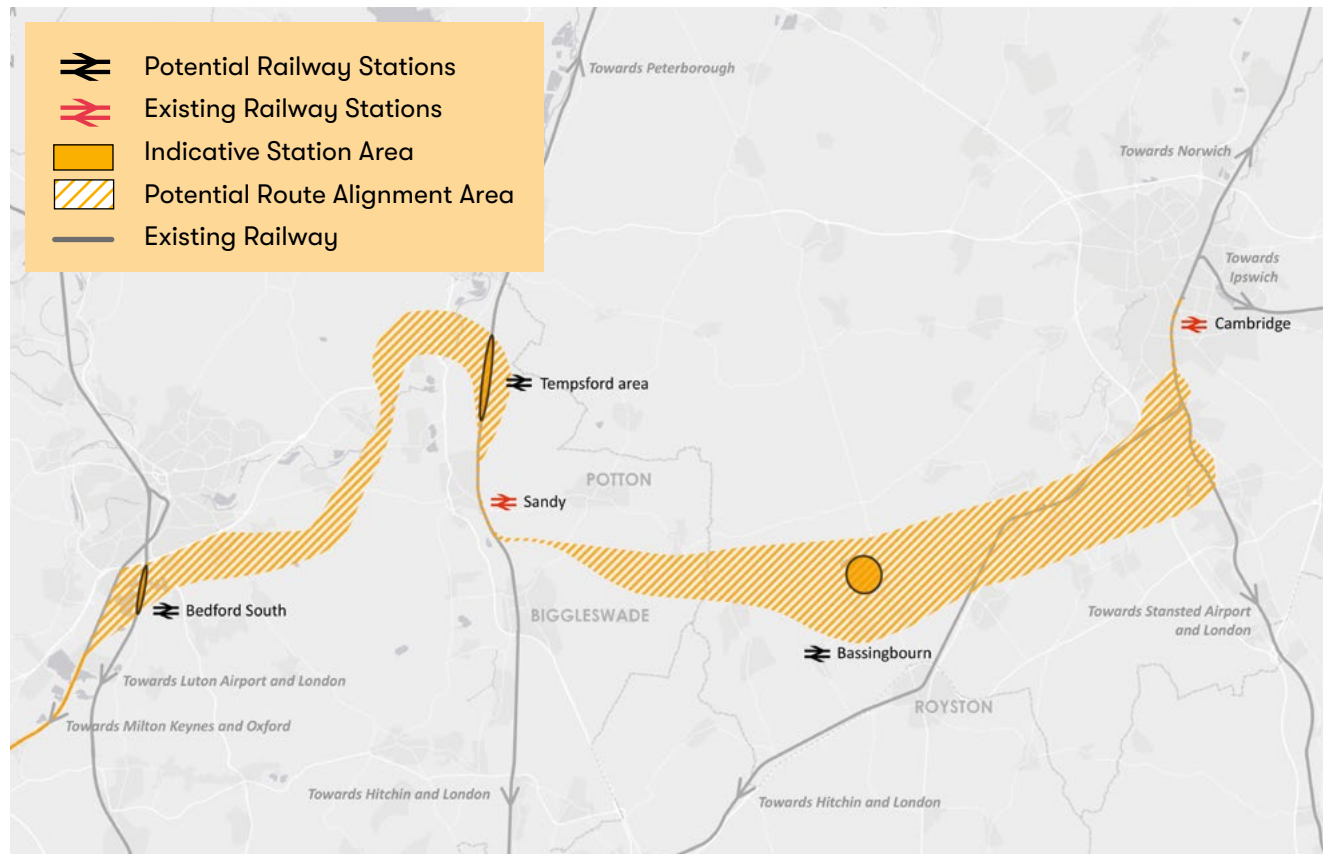 Potential Railway Stations
Existing Railway Stations
Indicative Station Area
Potential Route Alignment Area
Existing Railway
Towards Peterborough
Towards Norwich
Towards
Ipswich
Cambridge
Tempsford area
POTTON
Sandy
Bedford South
BIGGLESWADE
Towards Stansted Airport
and London
Bassingbourn
Towards Luton Airport and London
ROYSTON
Towards Milton Keynes and Oxford
Towards Hitchin and London
Towards Hitchin and London